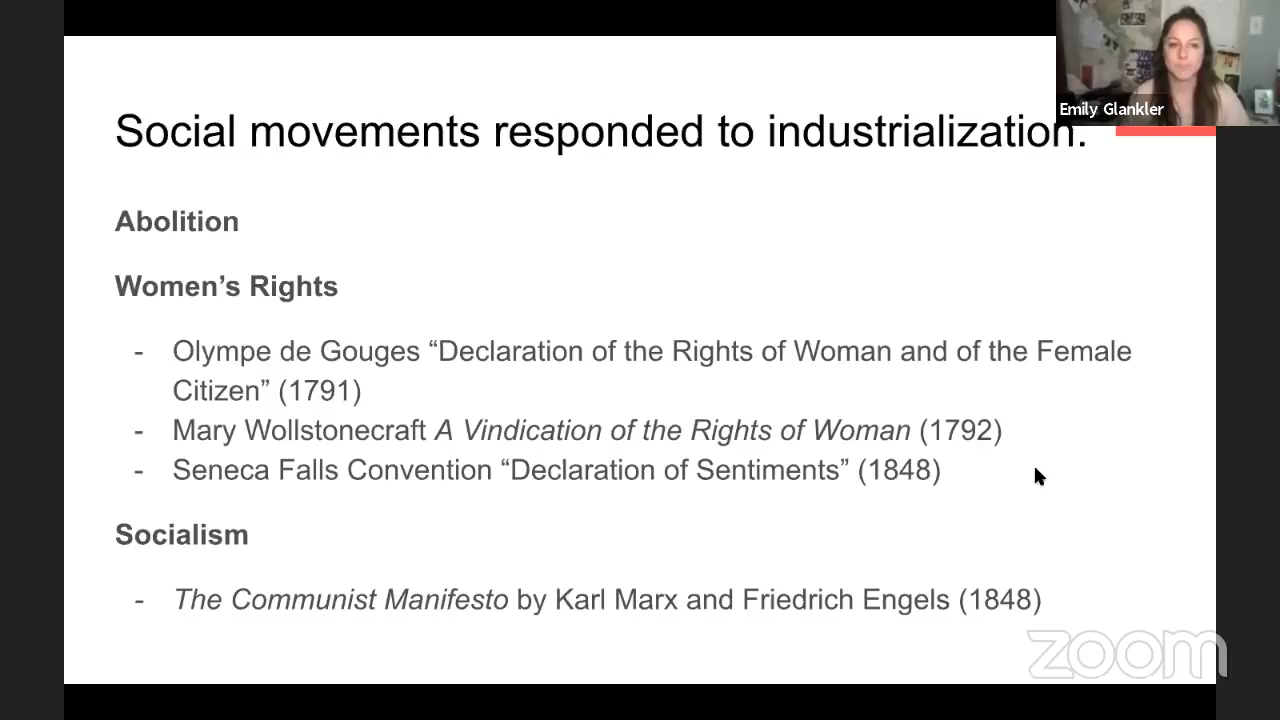 Emily Glankler
Social movements responded to industrialization.
Abolition
Women’s Rights
- Olympe de Gouges “Declaration of the Rights of Woman and of the Female
Citizen” (1791)
- Mary Wollstonecraft A Vindication of the Rights of Woman (1792)
- Seneca Falls Convention “Declaration of Sentiments” (1848)
Socialism
- The Communist Manifesto by Karl Marx and Friedrich Engels (1848)
zoom